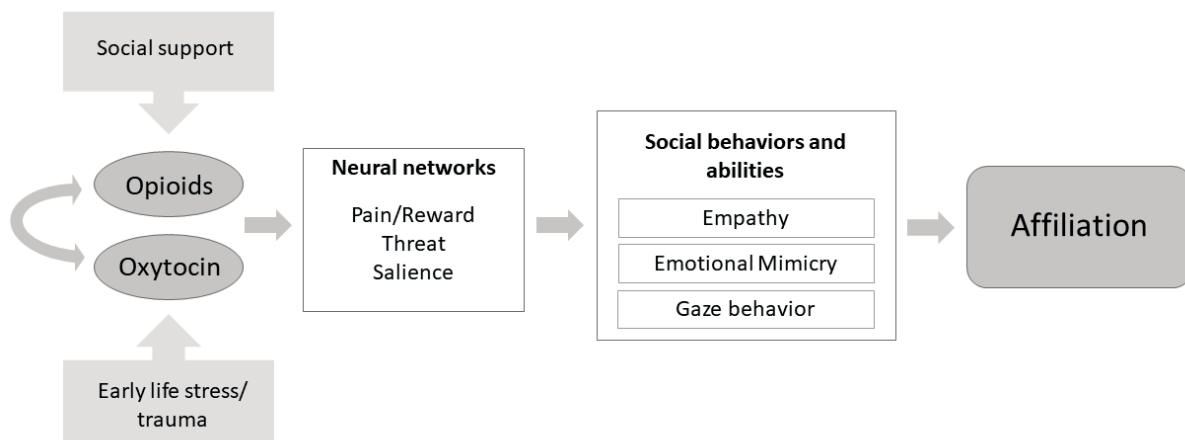 Social support
Opioids
Oxytocin
Early life stress/
trauma
Neural networks
Pain/Reward
Threat
Salience
Social behaviors and
abilities
Empathy
Emotional Mimicry
Gaze behavior
Affiliation